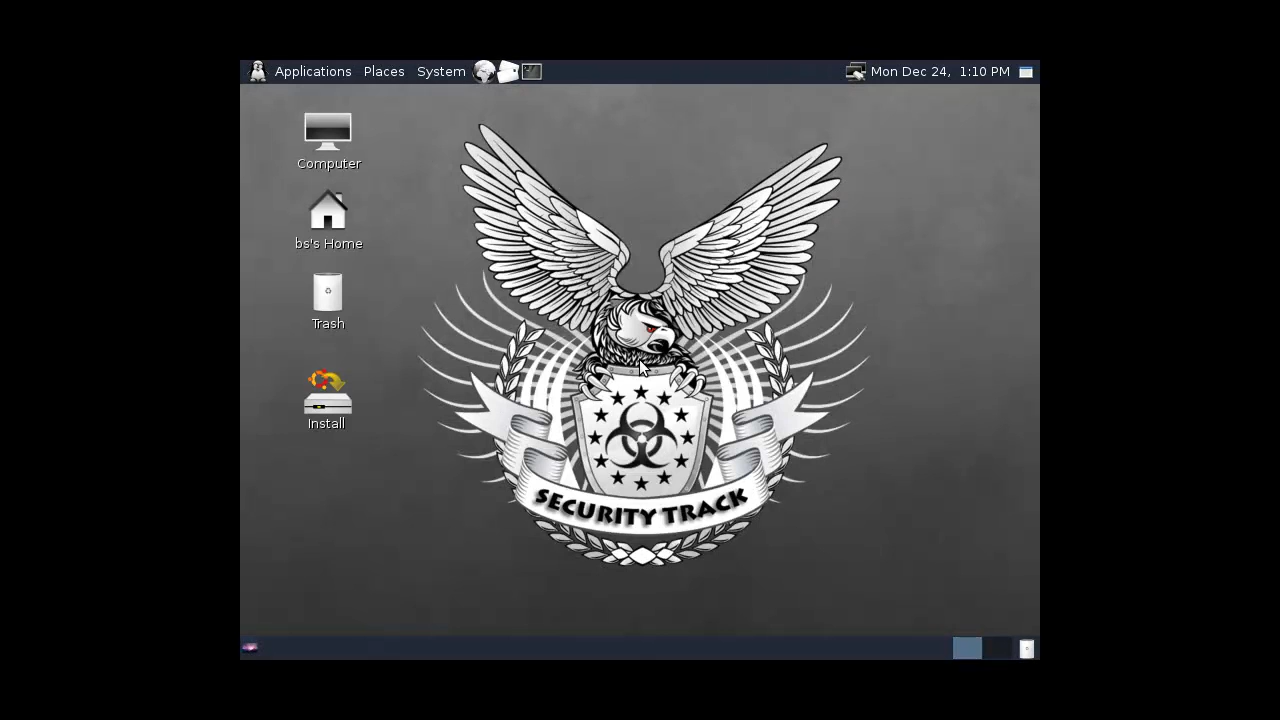 Applications Places System Mon Dec 24, 1:10 PM
Computer
bs's Home
Trash
Install
SECURITY TRACK